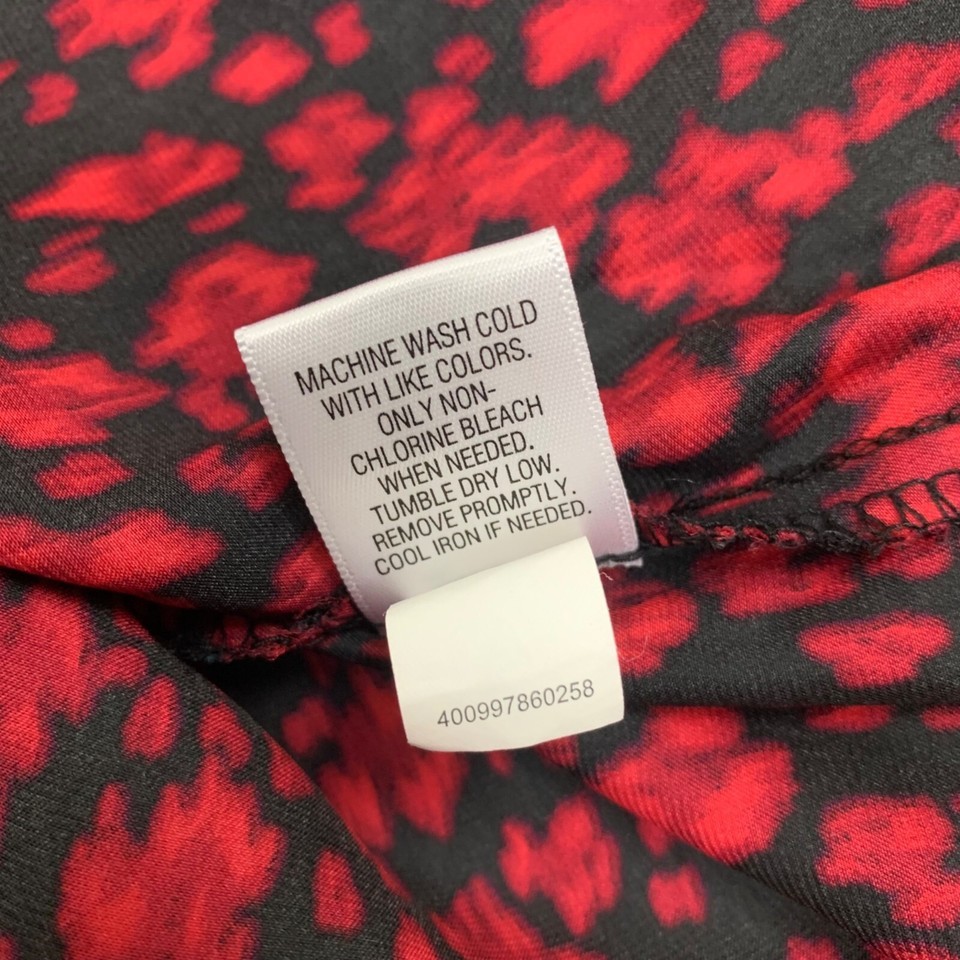 MACHINE WASH COLD
WITH LIKE COLORS.
ONLY NON-
CHLORINE BLEACH
WHEN NEEDED.
TUMBLE DRY LOW.
REMOVE PROMPTLY.
COOL IRON IF NEEDED.
400997860258